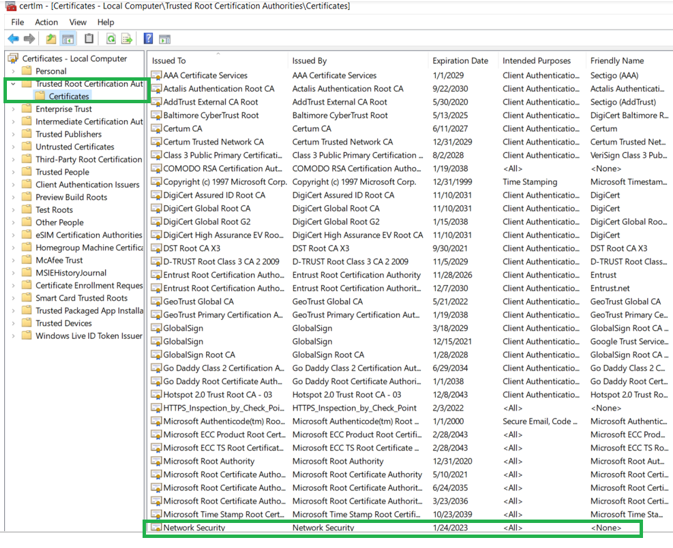 certlm - [Certificates - Local Computer\Trusted Root Certification Authorities\Certificates]
File Action View Help
Certificates - Local Computer
Personal
Trusted Root Certification Aut
Certificates
Enterprise Trust
Intermediate Certification Aut
Trusted Publishers
Untrusted Certificates
Third-Party Root Certification
Trusted People
Client Authentication Issuers
Preview Build Roots
Test Roots
Other People
eSIM Certification Authorities
Homegroup Machine Certifica
McAfee Trust
MSIEHistoryJournal
Certificate Enrollment Reques
Smart Card Trusted Roots
Trusted Packaged App Installa
Trusted Devices
Windows Live ID Token Issuer
Issued To Issued By Expiration Date Intended Purposes Friendly Name
AAA Certificate Services AAA Certificate Services 1/1/2029 Client Authenticatio... Sectigo (AAA)
Actalis Authentication Root CA Actalis Authentication Root CA 9/22/2030 Client Authenticatio... Actalis Authenticati...
AddTrust External CA Root AddTrust External CA Root 5/30/2020 Client Authenticatio... Sectigo (AddTrust)
Baltimore CyberTrust Root Baltimore CyberTrust Root 5/13/2025 Client Authenticatio... DigiCert Baltimore R...
Certum CA Certum CA 6/11/2027 Client Authenticatio... Certum
Certum Trusted Network CA Certum Trusted Network CA 12/31/2029 Client Authenticatio... Certum Trusted Net...
Class 3 Public Primary Certificat... Class 3 Public Primary Certification ... 8/2/2028 Client Authenticatio... VeriSign Class 3 Pub...
COMODO RSA Certification Aut... COMODO RSA Certification Authority 1/19/2038 <All> <None>
Copyright (c) 1997 Microsoft C... Copyright (c) 1997 Microsoft Corp. 12/31/1999 Time Stamping Microsoft Timestam...
DigiCert Assured ID Root CA DigiCert Assured ID Root CA 11/10/2031 Client Authenticatio... DigiCert
DigiCert Global Root CA DigiCert Global Root CA 11/10/2031 Client Authenticatio... DigiCert
DigiCert Global Root G2 DigiCert Global Root G2 1/15/2038 Client Authenticatio... DigiCert Global Roo...
DigiCert High Assurance EV Roo... DigiCert High Assurance EV Root CA 11/10/2031 Client Authenticatio... DigiCert
DST Root CA X3 DST Root CA X3 9/30/2021 Client Authenticatio... DST Root CA X3
D-TRUST Root Class 3 CA 2 2009 D-TRUST Root Class 3 CA 2 2009 11/5/2029 Client Authenticatio... D-TRUST Root Class...
Entrust Root Certification Autho... Entrust Root Certification Authority 11/28/2026 Client Authenticatio... Entrust
Entrust Root Certification Autho... Entrust Root Certification Authority... 12/7/2030 Client Authenticatio... Entrust.net
GeoTrust Global CA GeoTrust Global CA 5/21/2022 Client Authenticatio... GeoTrust Global CA
GeoTrust Primary Certification A... GeoTrust Primary Certification Aut... 1/19/2038 Client Authenticatio... GeoTrust Primary Ce...
GlobalSign GlobalSign 3/18/2029 Client Authenticatio... GlobalSign Root CA...
GlobalSign GlobalSign 12/15/2021 Client Authenticatio... Google Trust Service...
GlobalSign Root CA GlobalSign Root CA 1/28/2028 Client Authenticatio... GlobalSign Root CA...
Go Daddy Class 2 Certification A... Go Daddy Class 2 Certification Auth... 6/29/2034 Client Authenticatio... Go Daddy Class 2 C...
Go Daddy Root Certificate Auth... Go Daddy Root Certificate Authori... 1/1/2038 Client Authenticatio... Go Daddy Root Cert...
Hotspot 2.0 Trust Root CA - 03 Hotspot 2.0 Trust Root CA - 03 12/8/2043 Client Authenticatio... Hotspot 2.0 Trust Ro...
HTTPS_Inspection_by_Check_Po... HTTPS_Inspection_by_Check_Point 2/3/2022 <All> <None>
Microsoft Authenticode(tm) Roo... Microsoft Authenticode(tm) Root ... 1/1/2000 Secure Email, Code ... Microsoft Authentic...
Microsoft ECC Product Root Cert... Microsoft ECC Product Root Certifi... 2/28/2043 <All> Microsoft ECC Prod...
Microsoft ECC TS Root Certificat... Microsoft ECC TS Root Certificate ... 2/28/2043 <All> Microsoft ECC TS Ro...
Microsoft Root Authority Microsoft Root Authority 12/31/2020 <All> Microsoft Root Aut...
Microsoft Root Certificate Autho... Microsoft Root Certificate Authority 5/10/2021 <All> Microsoft Root Certi...
Microsoft Root Certificate Autho... Microsoft Root Certificate Authorit... 6/24/2035 <All> Microsoft Root Certi...
Microsoft Root Certificate Autho... Microsoft Root Certificate Authorit... 3/23/2036 <All> Microsoft Root Certi...
Microsoft Time Stamp Root Cert... Microsoft Time Stamp Root Certific... 10/23/2039 <All> Microsoft Time Sta...
Network Security Network Security 1/24/2023 <All> <None>